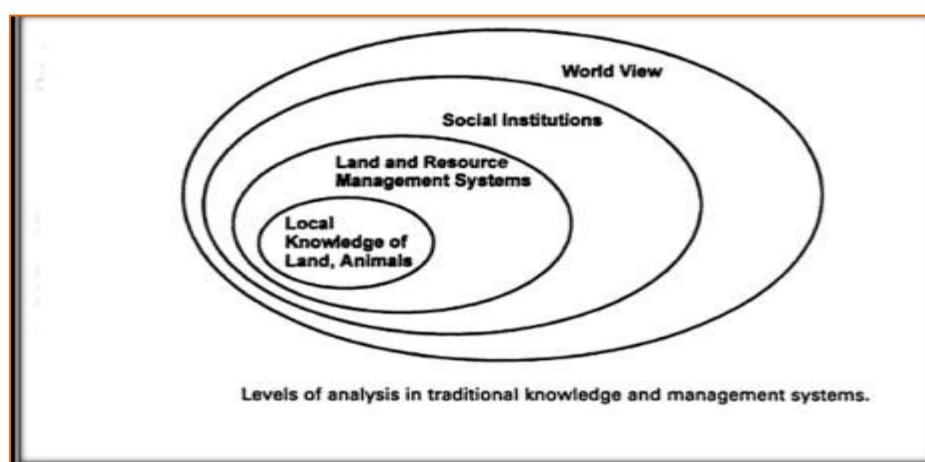 World View
Social Institutions
Land and Resource
Management Systems
Local
Knowledge of
Land, Animals
Levels of analysis in traditional knowledge and management systems.